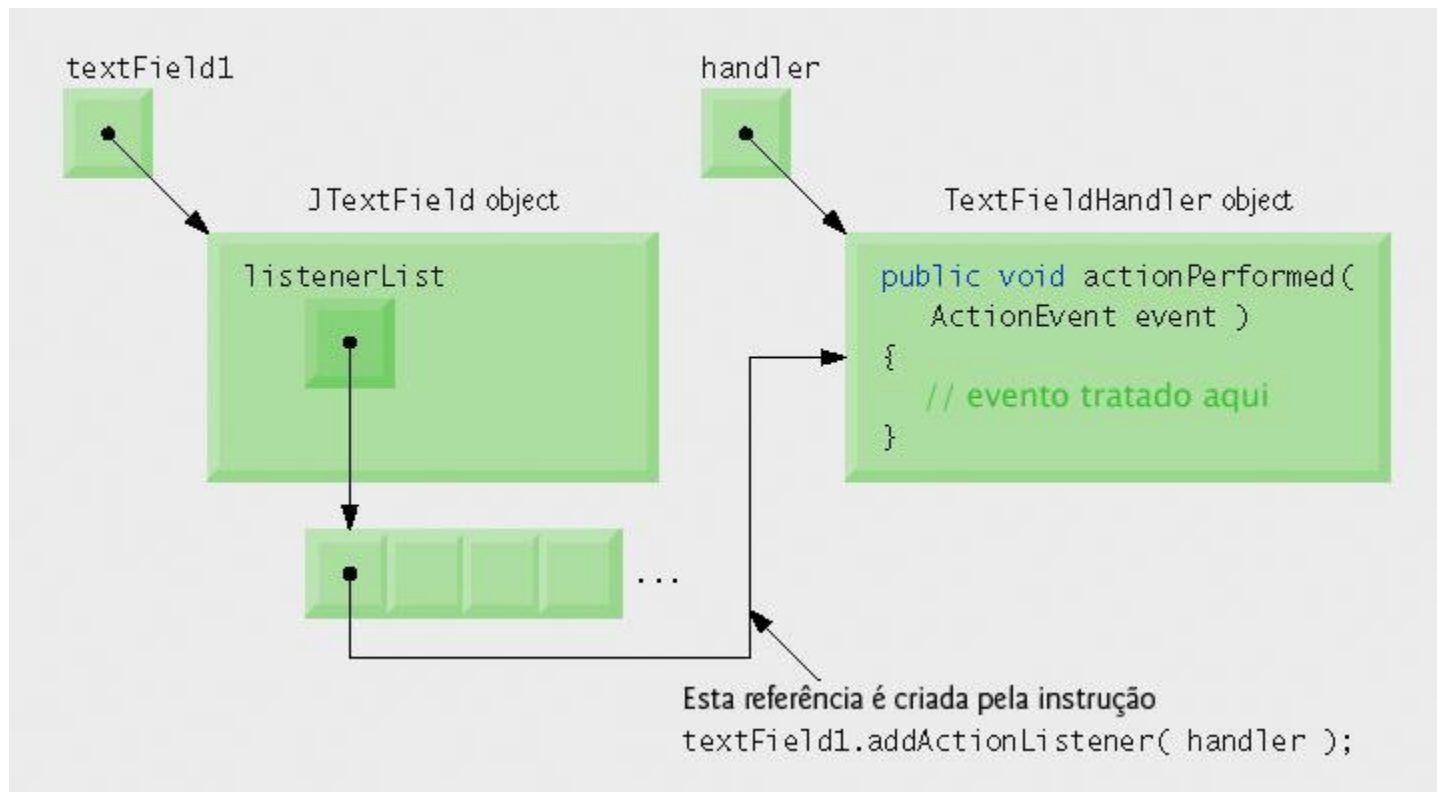 textField1
handler
JTextField object
TextFieldHandler object
listenerList
public void actionPerformed(
ActionEvent event )
{
// evento tratado aqui
}
...
Esta referência é criada pela instrução
textField1.addActionListener( handler );